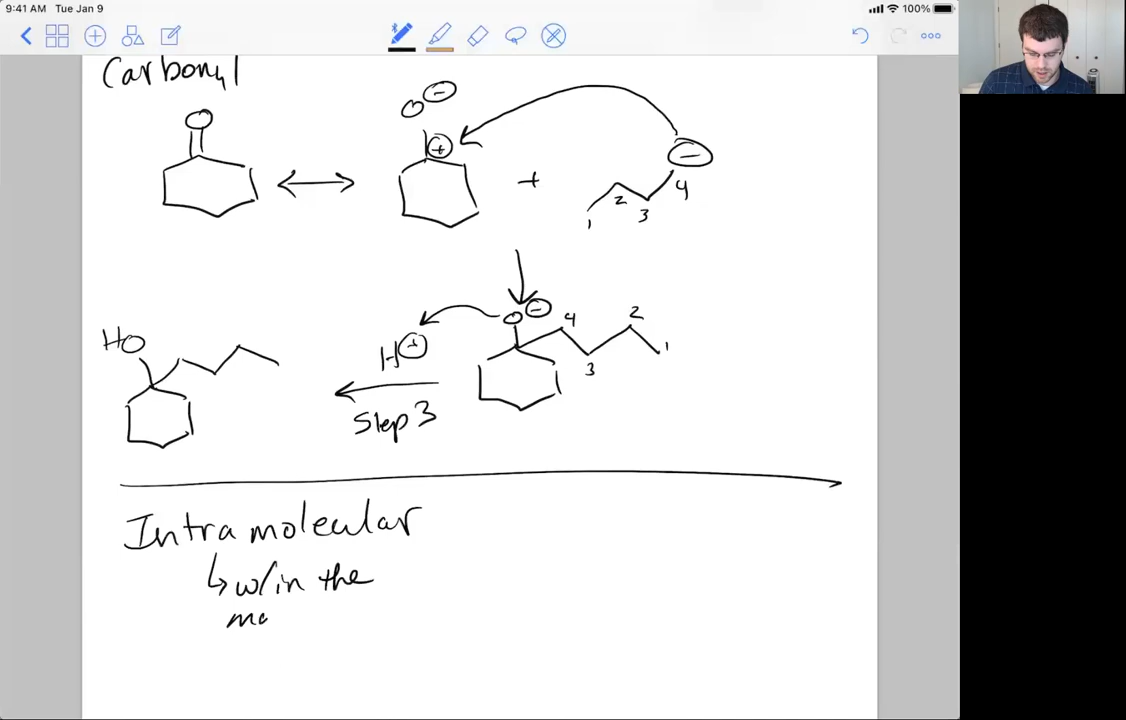 9:41 AM Tue Jan 9
100%
Carbonyl
O
O −
+
−
+
1 2 3 4
O −
4 2
3 1
HO
H +
Step 3
Intramolecular
↳ w/in the
mo